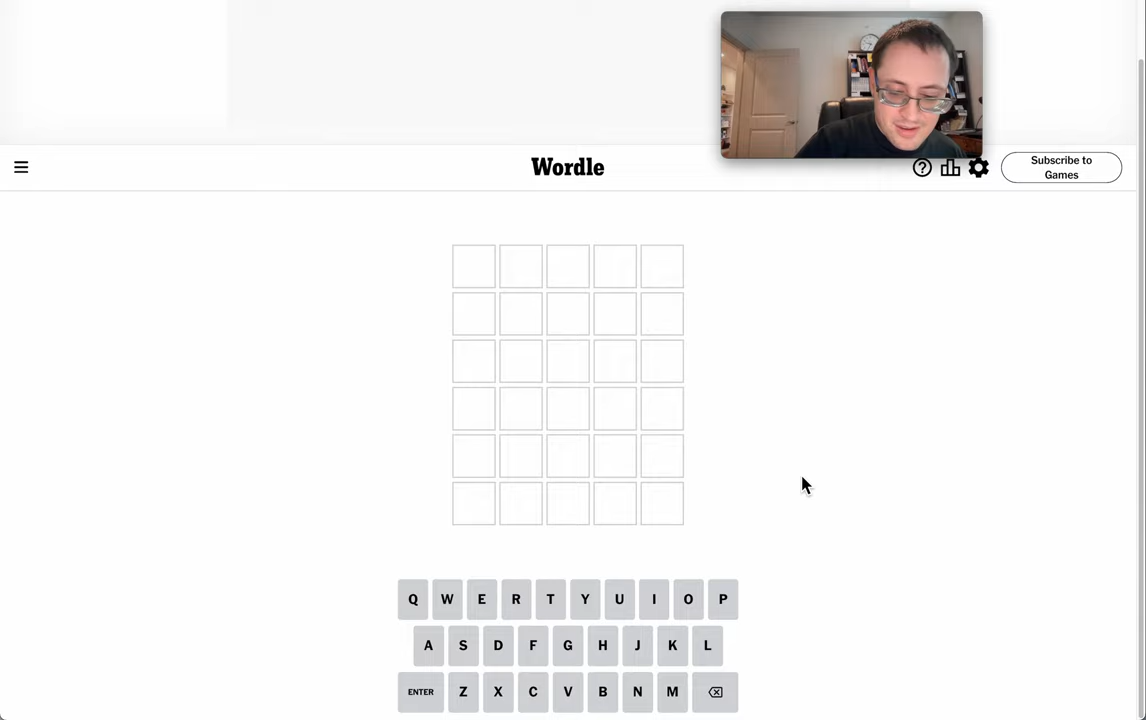 Wordle
Subscribe to
Games
Q W E R T Y U I O P
A S D F G H J K L
ENTER Z X C V B N M